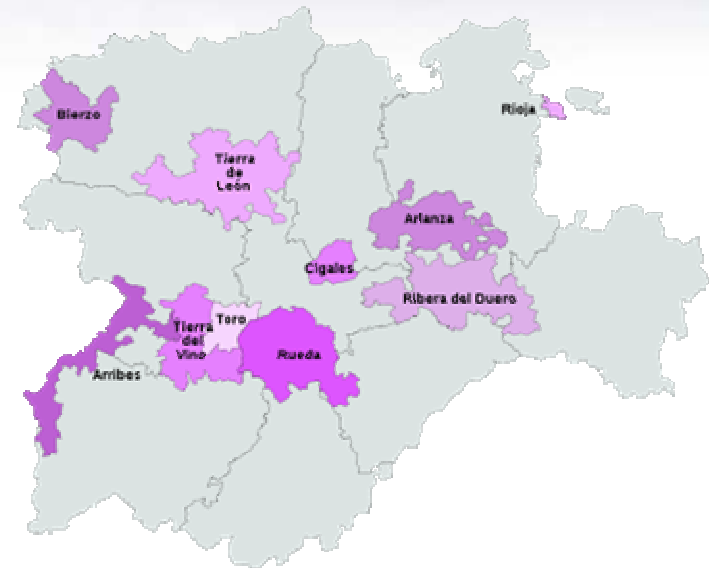 Rioja
Bierzo
Tierra
de
León
Arlanza
Cigales
Ribera del Duero
Toro
Tierra
del
Vino
Rueda
Arribes